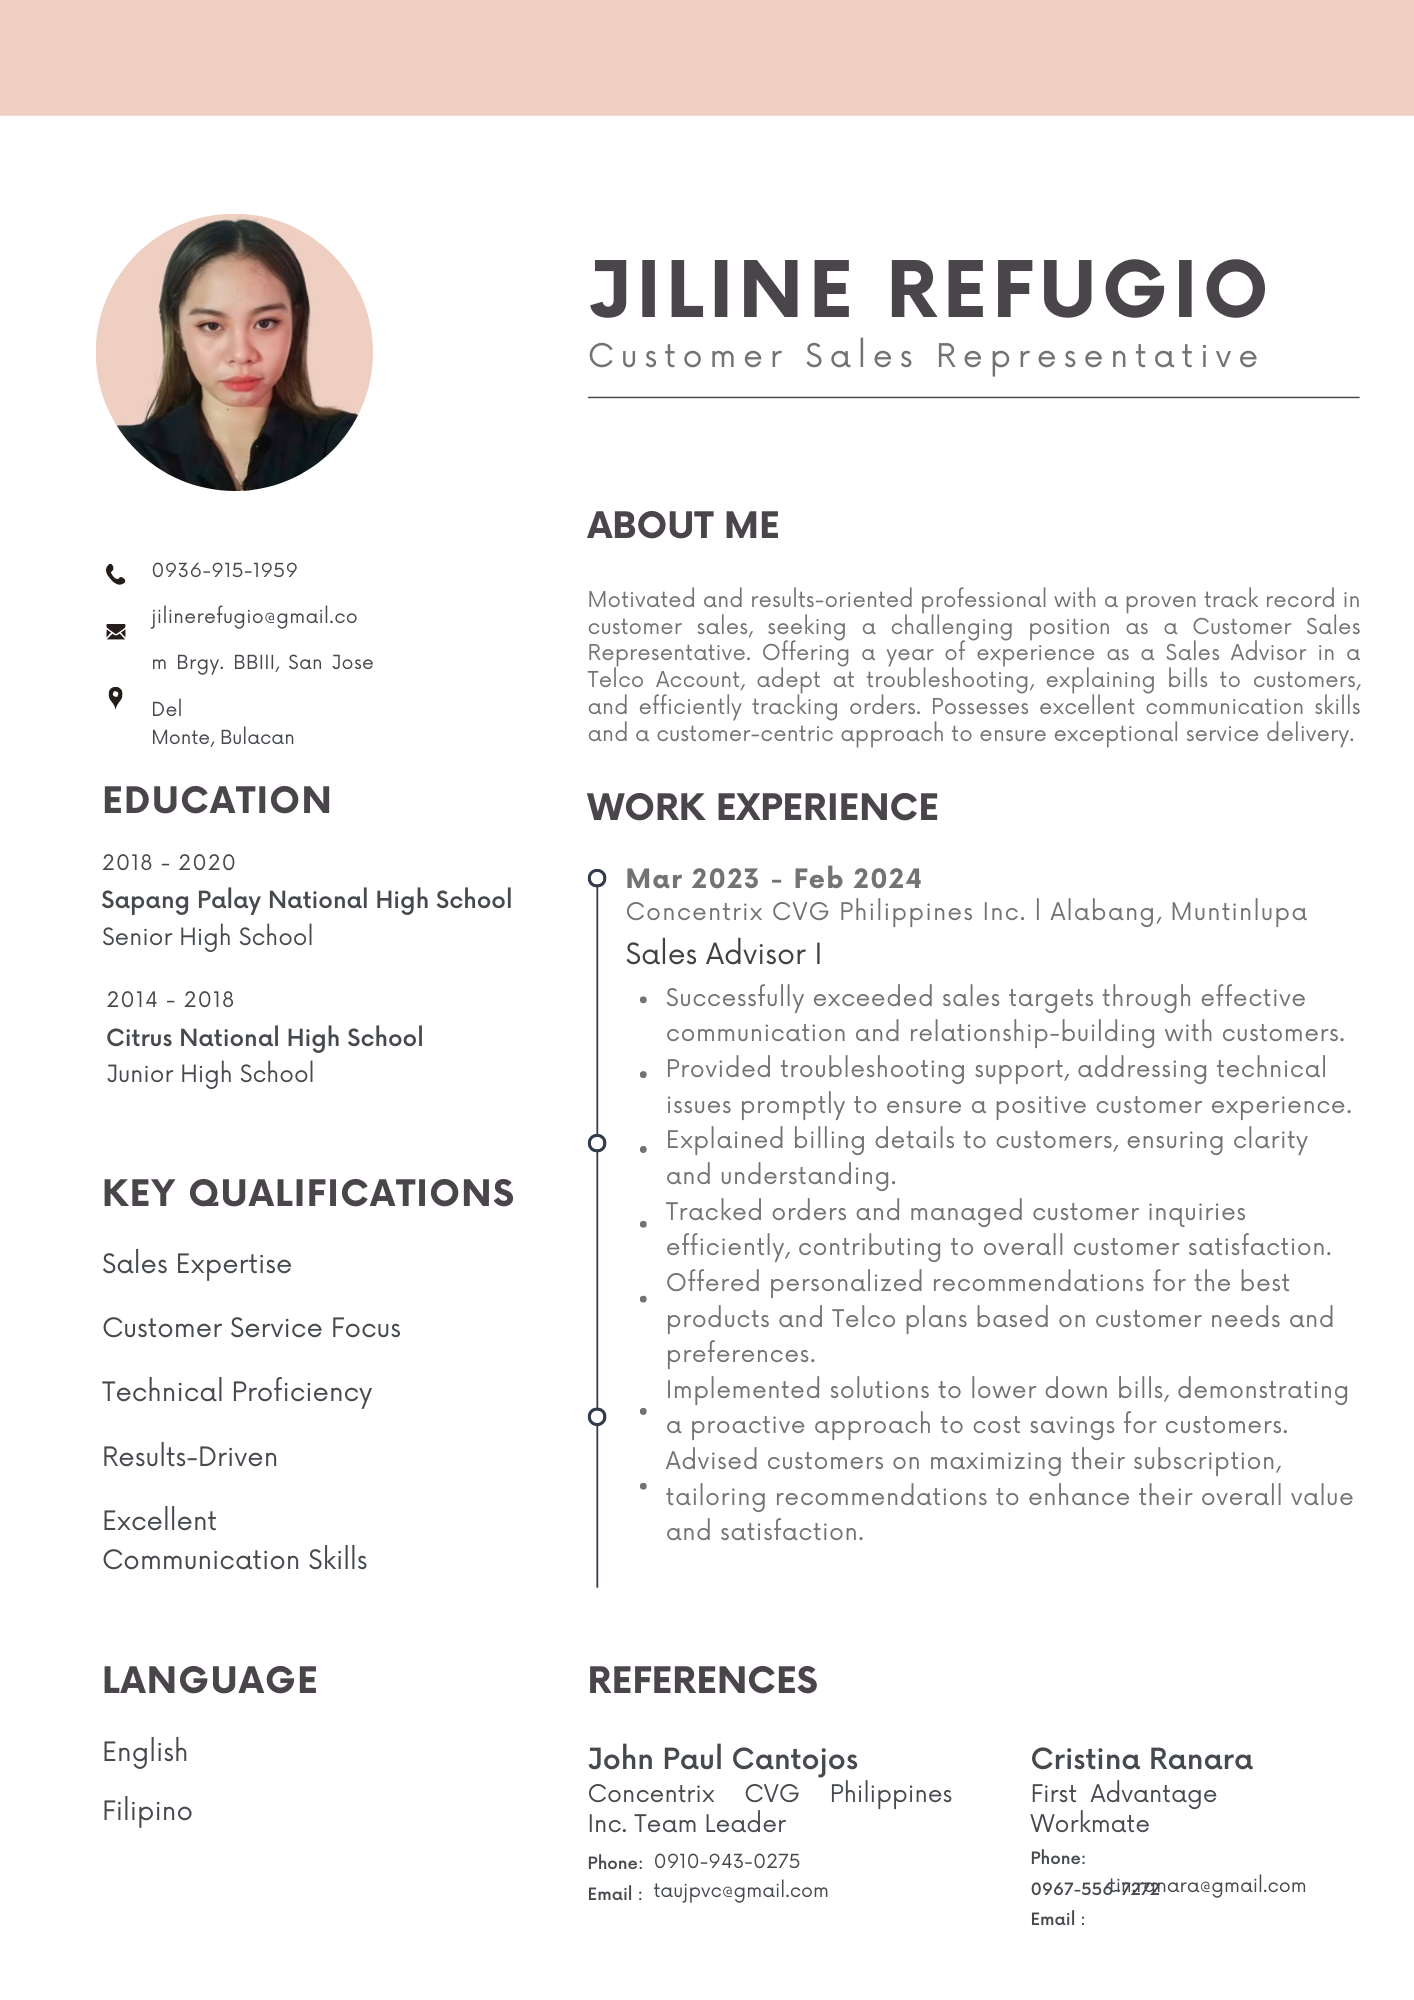 JILINE REFUGIO
Customer Sales Representative
0936-915-1959
jilinerefugio@gmail.co
m Brgy. BBIII, San Jose
Del
Monte, Bulacan
EDUCATION
2018 - 2020
Sapang Palay National High School
Senior High School
2014 - 2018
Citrus National High School
Junior High School
KEY QUALIFICATIONS
Sales Expertise
Customer Service Focus
Technical Proficiency
Results-Driven
Excellent
Communication Skills
LANGUAGE
English
Filipino
ABOUT ME
Motivated and results-oriented professional with a proven track record in
customer sales, seeking a challenging position as a Customer Sales
Representative. Offering a year of experience as a Sales Advisor in a
Telco Account, adept at troubleshooting, explaining bills to customers,
and efficiently tracking orders. Possesses excellent communication skills
and a customer-centric approach to ensure exceptional service delivery.
WORK EXPERIENCE
Mar 2023 - Feb 2024
Concentrix CVG Philippines Inc. l Alabang, Muntinlupa
Sales Advisor I
• Successfully exceeded sales targets through effective
communication and relationship-building with customers.
• Provided troubleshooting support, addressing technical
issues promptly to ensure a positive customer experience.
• Explained billing details to customers, ensuring clarity
and understanding.
• Tracked orders and managed customer inquiries
efficiently, contributing to overall customer satisfaction.
• Offered personalized recommendations for the best
products and Telco plans based on customer needs and
preferences.
• Implemented solutions to lower down bills, demonstrating
a proactive approach to cost savings for customers.
• Advised customers on maximizing their subscription,
tailoring recommendations to enhance their overall value
and satisfaction.
REFERENCES
John Paul Cantojos
Concentrix CVG Philippines
Inc. Team Leader
Phone: 0910-943-0275
Email : taujpvc@gmail.com
Cristina Ranara
First Advantage
Workmate
Phone:
0967-556-7272
Email :